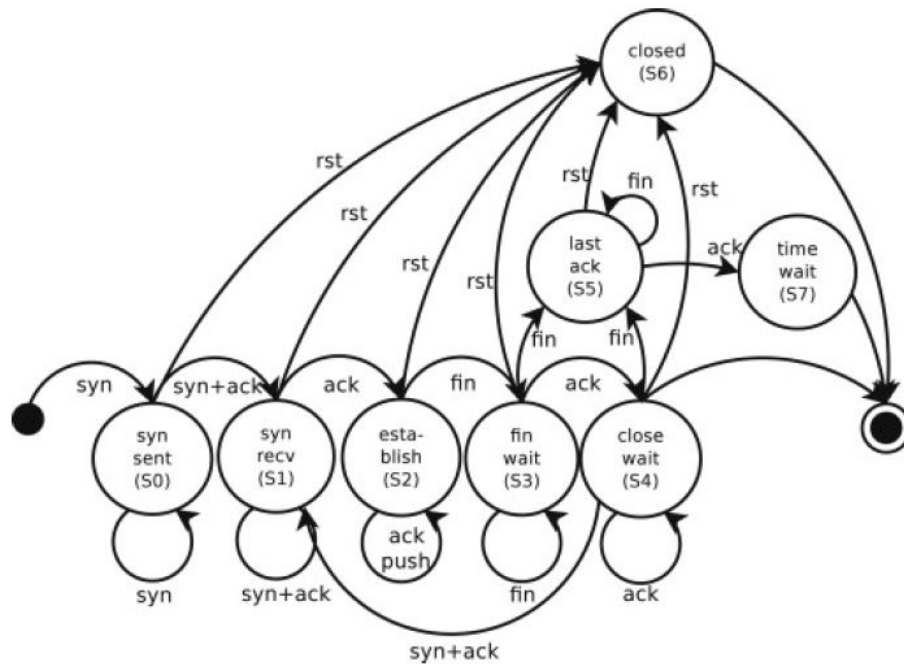 closed
(S6)
rst
rst
rst
rst
rst
fin
rst
last
ack
(S5)
ack
time
wait
(S7)
fin
fin
syn
syn+ack
ack
fin
ack
syn
sent
(S0)
syn
recv
(S1)
esta-
blish
(S2)
fin
wait
(S3)
close
wait
(S4)
ack
push
syn
syn+ack
fin
ack
syn+ack